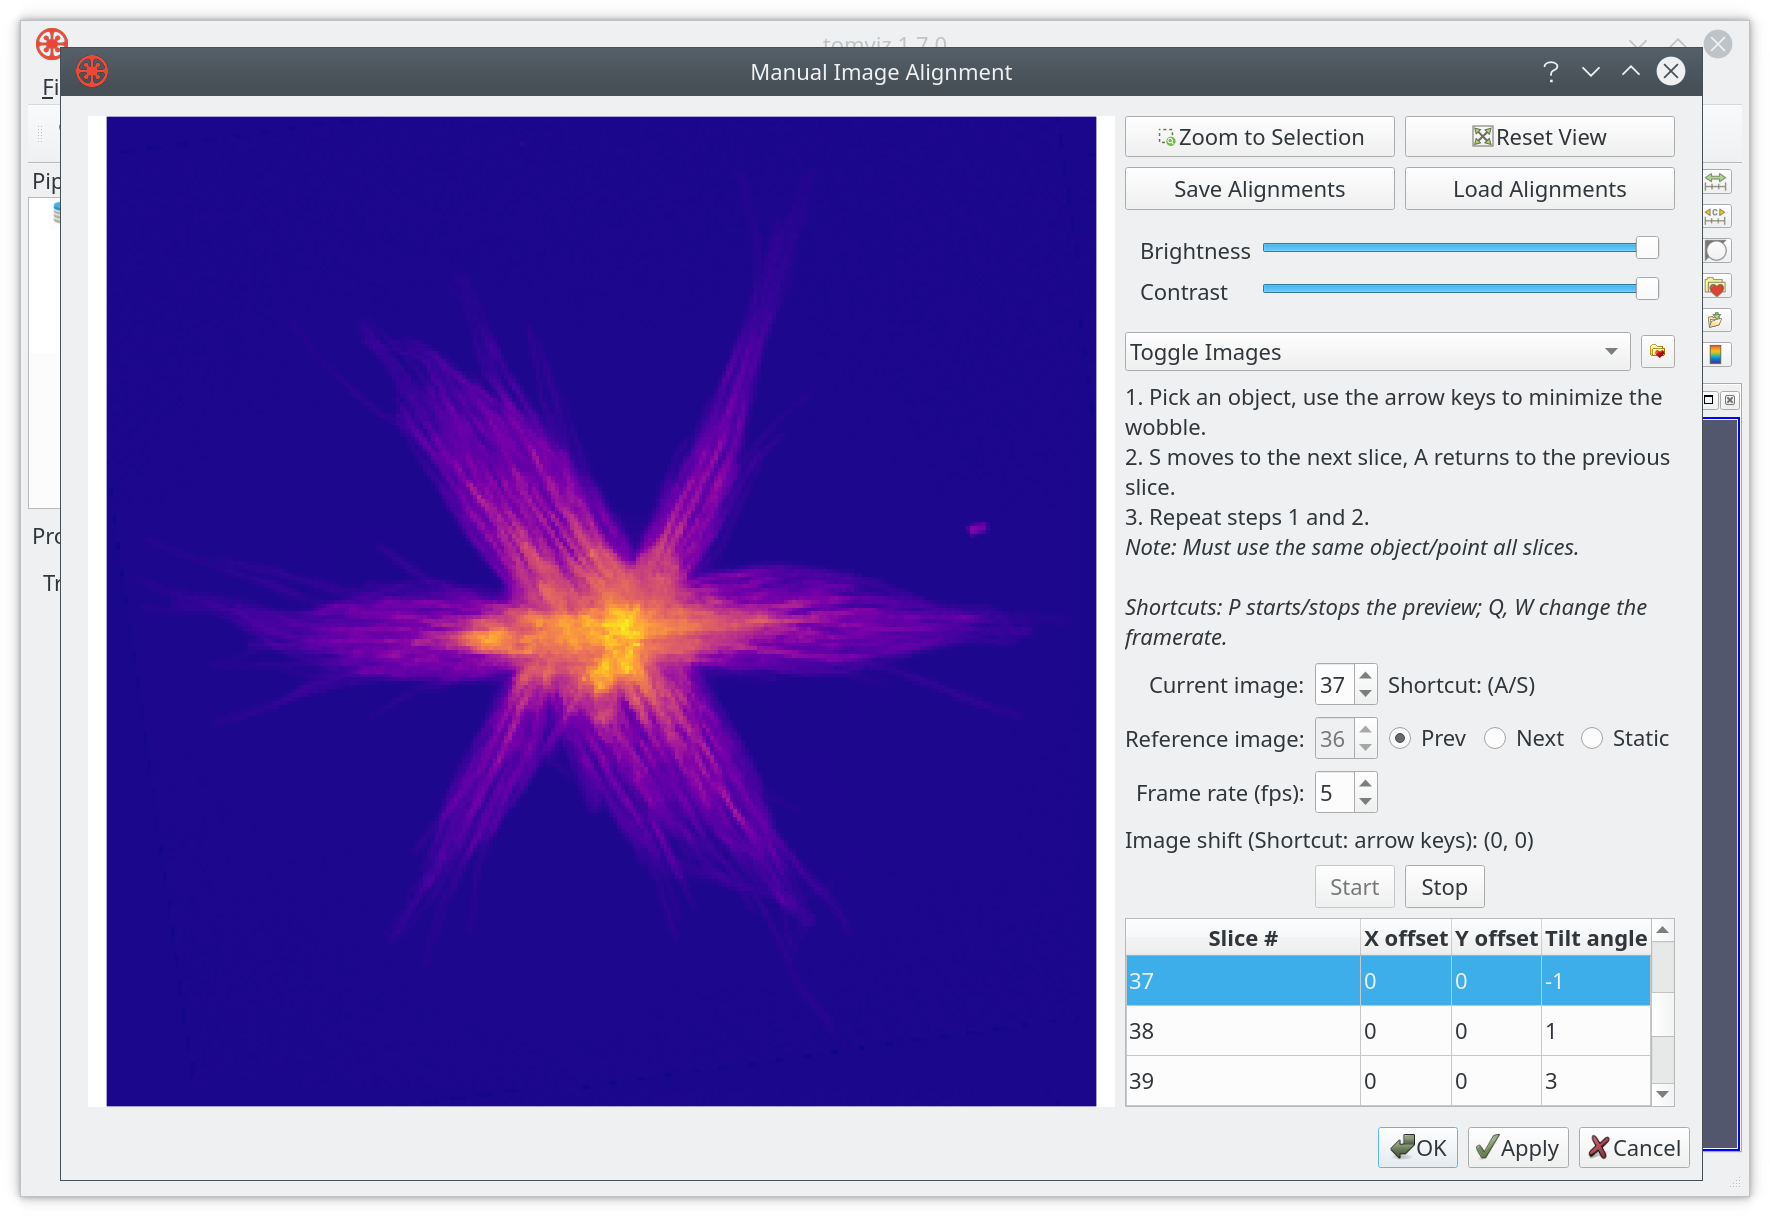 tomviz 1.7.0
Manual Image Alignment
Fi
Pip
Pro
Tr
Zoom to Selection
Reset View
Save Alignments
Load Alignments
Brightness
Contrast
Toggle Images
1. Pick an object, use the arrow keys to minimize the
wobble.
2. S moves to the next slice, A returns to the previous
slice.
3. Repeat steps 1 and 2.
Note: Must use the same object/point all slices.
Shortcuts: P starts/stops the preview; Q, W change the
framerate.
Current image: 37 Shortcut: (A/S)
Reference image: 36 Prev Next Static
Frame rate (fps): 5
Image shift (Shortcut: arrow keys): (0, 0)
Start Stop
Slice # X offset Y offset Tilt angle
37 0 0 -1
38 0 0 1
39 0 0 3
OK Apply Cancel